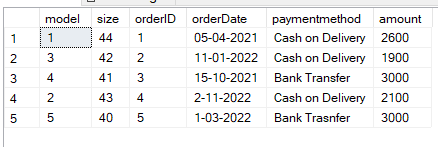 model size orderID orderDate paymentmethod amount
1 1 44 1 05-04-2021 Cash on Delivery 2600
2 3 42 2 11-01-2022 Cash on Delivery 1900
3 4 41 3 15-10-2021 Bank Trasnfer 3000
4 2 43 4 2-11-2022 Cash on Delivery 2100
5 5 40 5 1-03-2022 Bank Trasnfer 3000